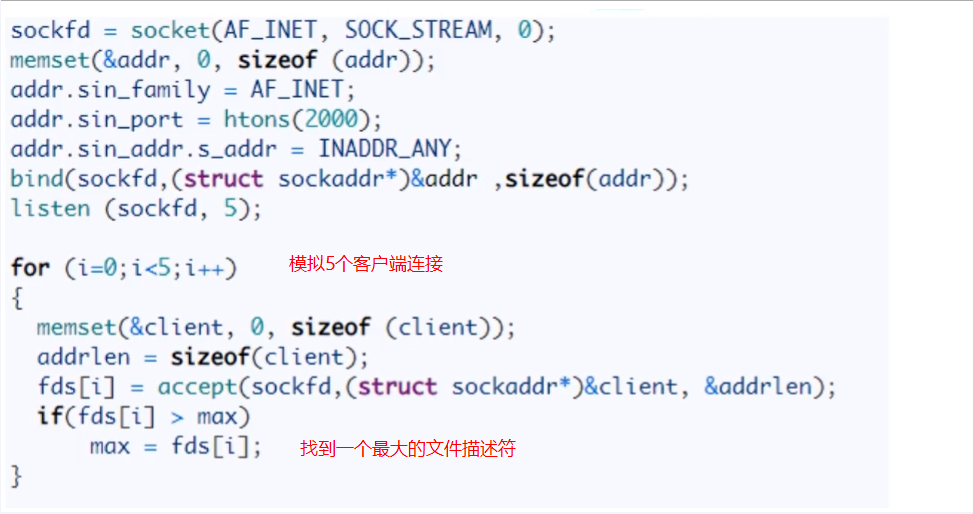 sockfd = socket(AF_INET, SOCK_STREAM, 0);
memset(&addr, 0, sizeof (addr));
addr.sin_family = AF_INET;
addr.sin_port = htons(2000);
addr.sin_addr.s_addr = INADDR_ANY;
bind(sockfd,(struct sockaddr*)&addr ,sizeof(addr));
listen (sockfd, 5);
for (i=0;i<5;i++) 模拟5个客户端连接
{
memset(&client, 0, sizeof (client));
addrlen = sizeof(client);
fds[i] = accept(sockfd,(struct sockaddr*)&client, &addrlen);
if(fds[i] > max)
max = fds[i]; 找到一个最大的文件描述符
}